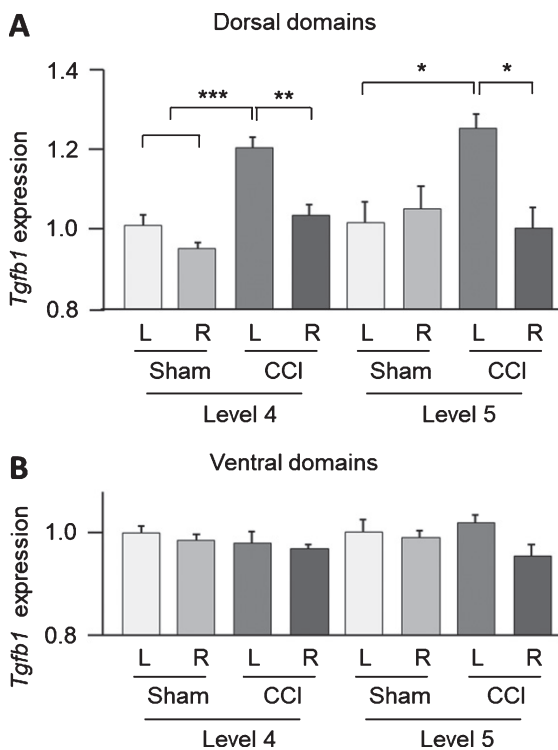 A
Dorsal domains
Tgfb1 expression
1.4
1.2
1.0
0.8
*** ** * *
L R L R L R L R
Sham CCI Sham CCI
Level 4 Level 5
B
Ventral domains
Tgfb1 expression
1.0
0.8
L R L R L R L R
Sham CCI Sham CCI
Level 4 Level 5